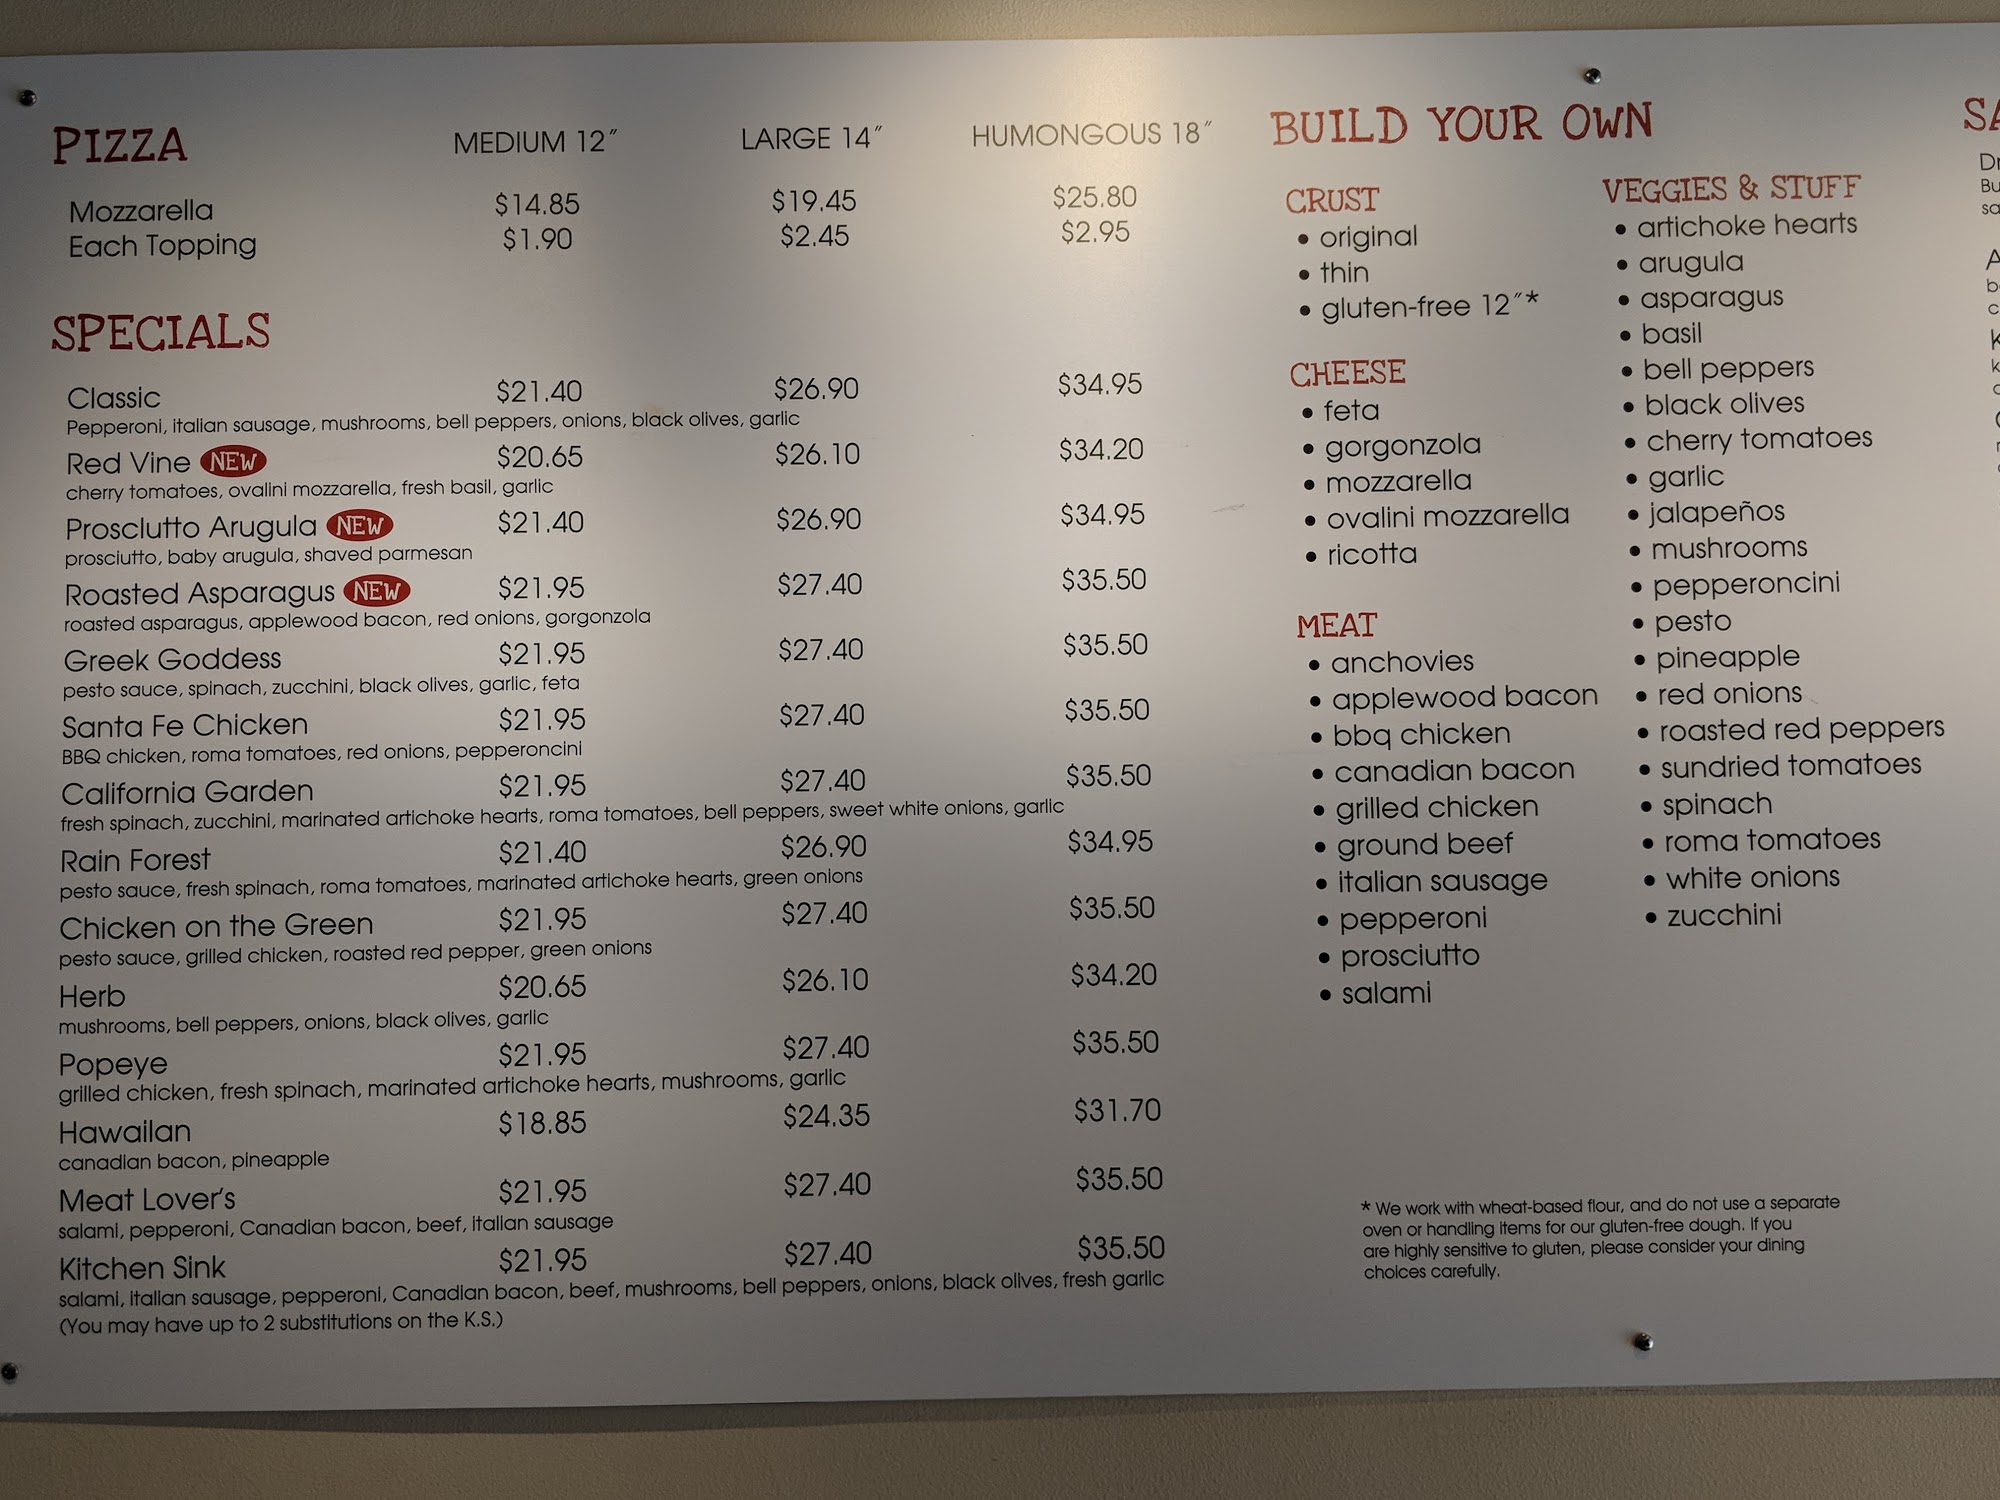 PIZZA MEDIUM 12″ LARGE 14″ HUMONGOUS 18″
Mozzarella $14.85 $19.45 $25.80
Each Topping $1.90 $2.45 $2.95
SPECIALS
Classic $21.40 $26.90 $34.95
Pepperoni, italian sausage, mushrooms, bell peppers, onions, black olives, garlic
Red Vine NEW $20.65 $26.10 $34.20
cherry tomatoes, ovalini mozzarella, fresh basil, garlic
Prosciutto Arugula NEW $21.40 $26.90 $34.95
prosciutto, baby arugula, shaved parmesan
Roasted Asparagus NEW $21.95 $27.40 $35.50
roasted asparagus, applewood bacon, red onions, gorgonzola
Greek Goddess $21.95 $27.40 $35.50
pesto sauce, spinach, zucchini, black olives, garlic, feta
Santa Fe Chicken $21.95 $27.40 $35.50
BBQ chicken, roma tomatoes, red onions, pepperoncini
California Garden $21.95 $27.40 $35.50
fresh spinach, zucchini, marinated artichoke hearts, roma tomatoes, bell peppers, sweet white onions, garlic
Rain Forest $21.40 $26.90 $34.95
pesto sauce, fresh spinach, roma tomatoes, marinated artichoke hearts, green onions
Chicken on the Green $21.95 $27.40 $35.50
pesto sauce, grilled chicken, roasted red pepper, green onions
Herb $20.65 $26.10 $34.20
mushrooms, bell peppers, onions, black olives, garlic
Popeye $21.95 $27.40 $35.50
grilled chicken, fresh spinach, marinated artichoke hearts, mushrooms, garlic
Hawaiian $18.85 $24.35 $31.70
canadian bacon, pineapple
Meat Lover's $21.95 $27.40 $35.50
salami, pepperoni, Canadian bacon, beef, italian sausage
Kitchen Sink $21.95 $27.40 $35.50
salami, italian sausage, pepperoni, Canadian bacon, beef, mushrooms, bell peppers, onions, black olives, fresh garlic
(You may have up to 2 substitutions on the K.S.)
BUILD YOUR OWN
CRUST
• original
• thin
• gluten-free 12″*
CHEESE
• feta
• gorgonzola
• mozzarella
• ovalini mozzarella
• ricotta
MEAT
• anchovies
• applewood bacon
• bbq chicken
• canadian bacon
• grilled chicken
• ground beef
• italian sausage
• pepperoni
• prosciutto
• salami
VEGGIES & STUFF
• artichoke hearts
• arugula
• asparagus
• basil
• bell peppers
• black olives
• cherry tomatoes
• garlic
• jalapeños
• mushrooms
• pepperoncini
• pesto
• pineapple
• red onions
• roasted red peppers
• sundried tomatoes
• spinach
• roma tomatoes
• white onions
• zucchini
* We work with wheat-based flour, and do not use a separate
oven or handling items for our gluten-free dough. If you
are highly sensitive to gluten, please consider your dining
choices carefully.